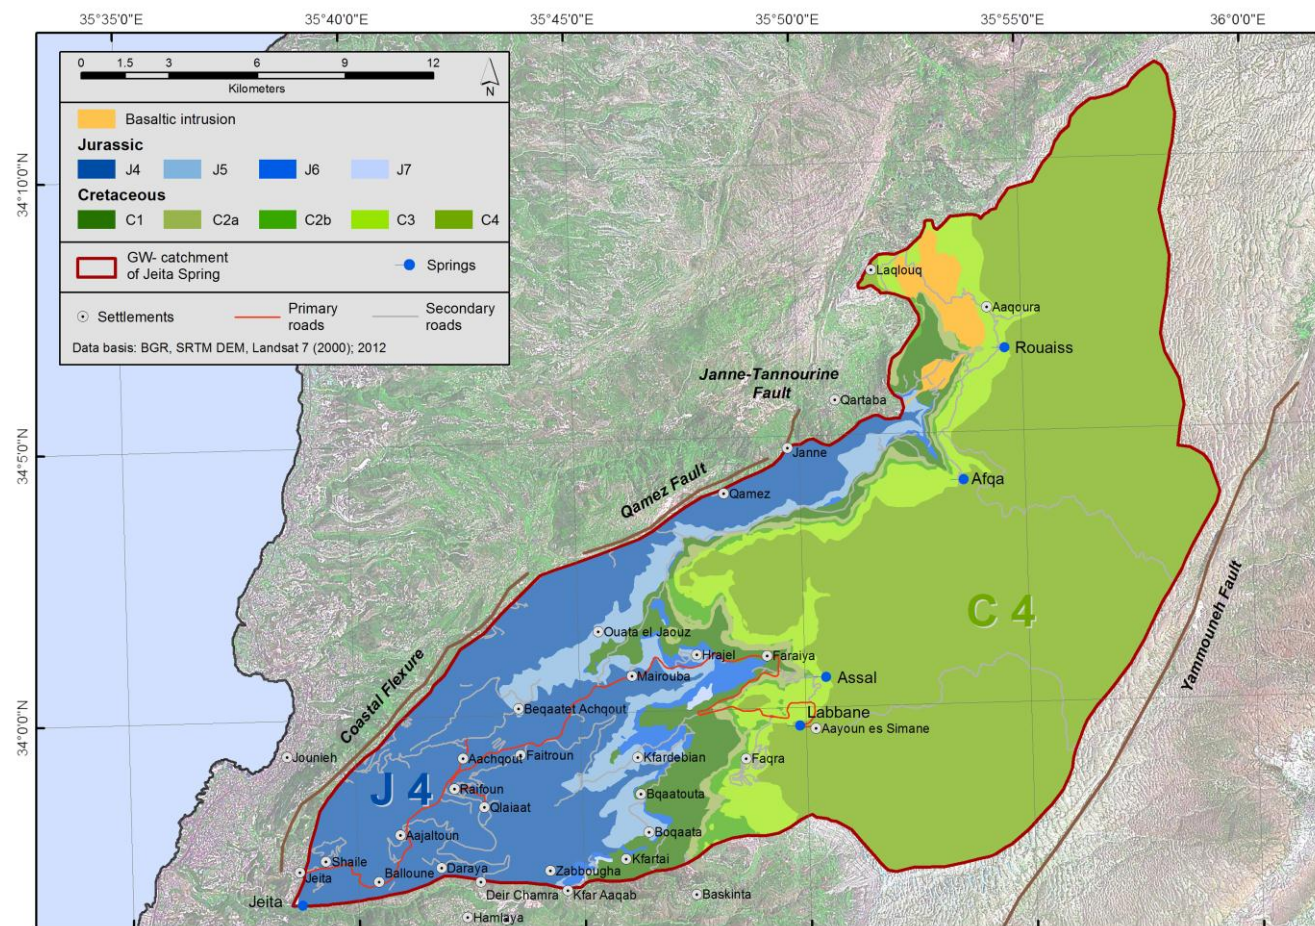 35°35'0"E 35°40'0"E 35°45'0"E 35°50'0"E 35°55'0"E 36°0'0"E
0 1.5 3 6 9 12
Kilometers
N
Basaltic intrusion
Jurassic
J4 J5 J6 J7
Cretaceous
C1 C2a C2b C3 C4
GW- catchment
of Jeita Spring
Springs
Settlements
Primary
roads
Secondary
roads
Data basis: BGR, SRTM DEM, Landsat 7 (2000); 2012
34°10'0"N
34°5'0"N
34°0'0"N
Laqlouq
Aaqoura
Rouaiss
Janne-Tannourine
Fault
Qartaba
Janne
Qamez Fault
Qamez
Afqa
Yammouneh Fault
C 4
Coastal Flexure
Ouata el Jaouz
Hrajel
Faraiya
Mairouba
Assal
Beqaatet Achqout
Labbane
Aayoun es Simane
Jounieh
Aachqout
Faitroun
Kfardebian
Faqra
J 4
Raifoun
Qlaiaat
Bqaatouta
Aajaltoun
Boqaata
Shaile
Jeita
Balloune
Daraya
Zabbougha
Kfartai
Deir Chamra
Kfar Aaqab
Baskinta
Jeita
Hamlaya